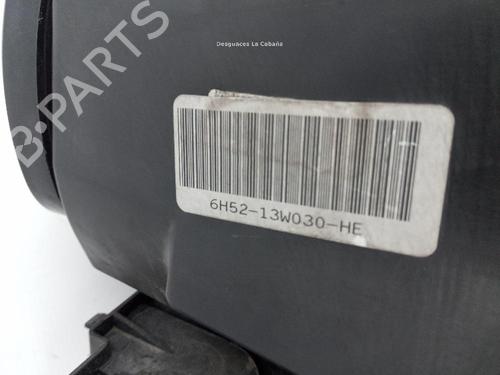 Desguaces La Cabaña
B-PARTS
6H52-13W030-HE